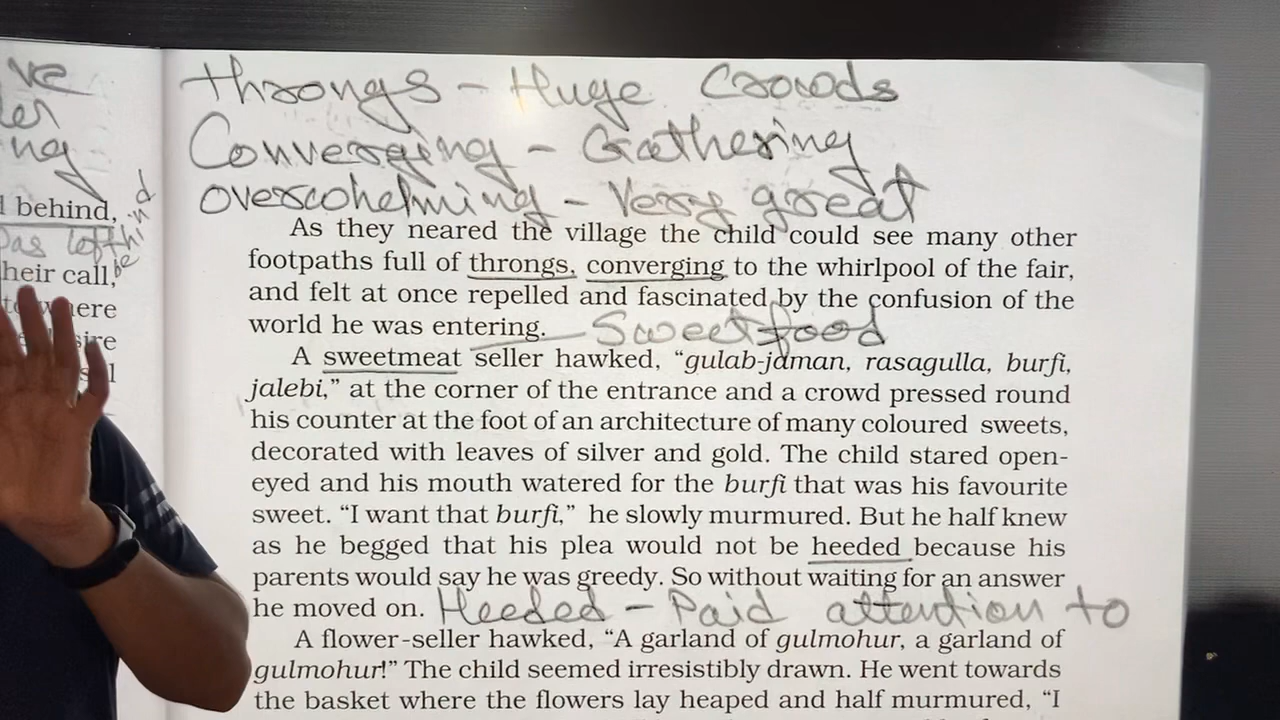 throngs - Huge Crowds
Converging - Gathering
overwhelming - Very great
behind,
left
behind
heir call,
where
As they neared the village the child could see many other
footpaths full of throngs, converging to the whirlpool of the fair,
and felt at once repelled and fascinated by the confusion of the
world he was entering. Sweet food
A sweetmeat seller hawked, “gulab-jaman, rasagulla, burfi,
jalebi,” at the corner of the entrance and a crowd pressed round
his counter at the foot of an architecture of many coloured sweets,
decorated with leaves of silver and gold. The child stared open-
eyed and his mouth watered for the burfi that was his favourite
sweet. “I want that burfi,” he slowly murmured. But he half knew
as he begged that his plea would not be heeded because his
parents would say he was greedy. So without waiting for an answer
he moved on. Heeded - Paid attention to
A flower-seller hawked, “A garland of gulmohur, a garland of
gulmohur!” The child seemed irresistibly drawn. He went towards
the basket where the flowers lay heaped and half murmured, “I